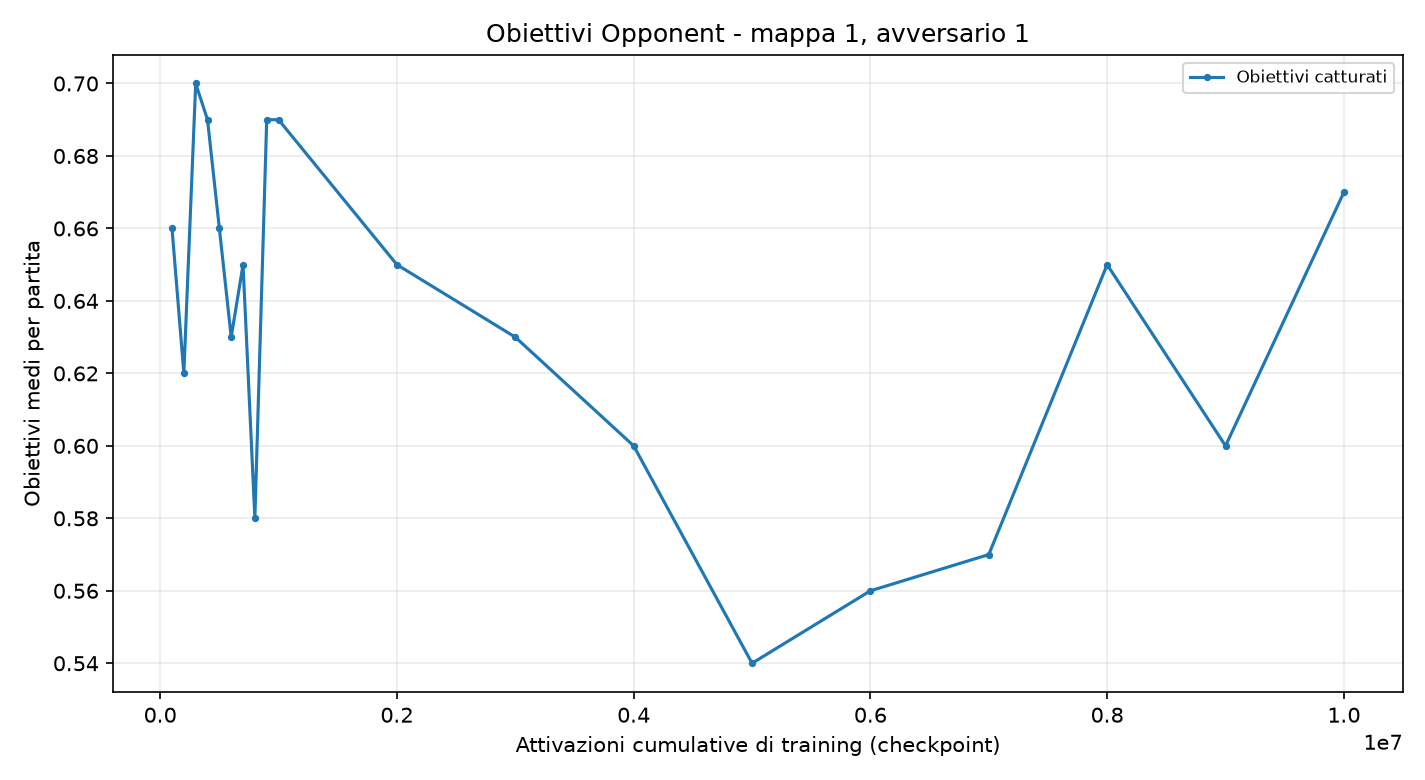 Obiettivi Opponent - mappa 1, avversario 1
Obiettivi catturati
Obiettivi medi per partita
0.70
0.68
0.66
0.64
0.62
0.60
0.58
0.56
0.54
0.0 0.2 0.4 0.6 0.8 1.0
1e7
Attivazioni cumulative di training (checkpoint)